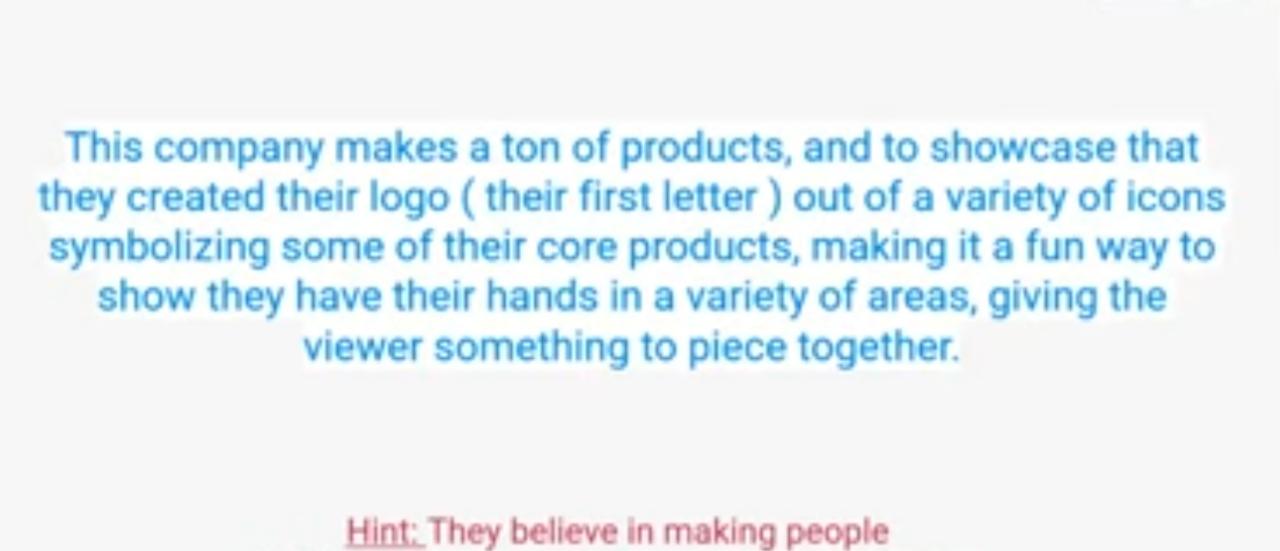 This company makes a ton of products, and to showcase that
they created their logo ( their first letter ) out of a variety of icons
symbolizing some of their core products, making it a fun way to
show they have their hands in a variety of areas, giving the
viewer something to piece together.
Hint: They believe in making people